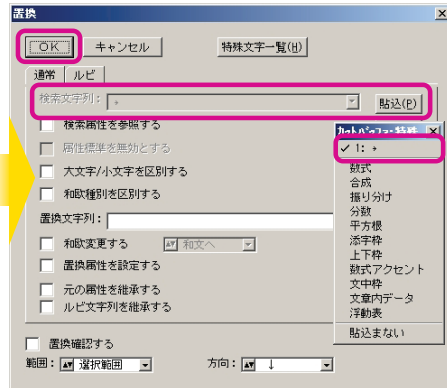 置換
OK キャンセル 特殊文字一覧(H)
通常 ルビ
検索文字列: , 貼込(P)
検索属性を参照する
属性標準を無効とする
大文字/小文字を区別する
和欧種別を区別する
置換文字列:
和欧変更する 和文へ
置換属性を設定する
元の属性を継承する
ルビ文字列を継承する
置換確認する
範囲: 選択範囲 方向: ↓
カットバッファ:特殊
✓ 1: ,
数式
合成
振り分け
分数
平方根
添字枠
上下枠
数式アクセント
文中枠
文章内データ
浮動表
貼込まない